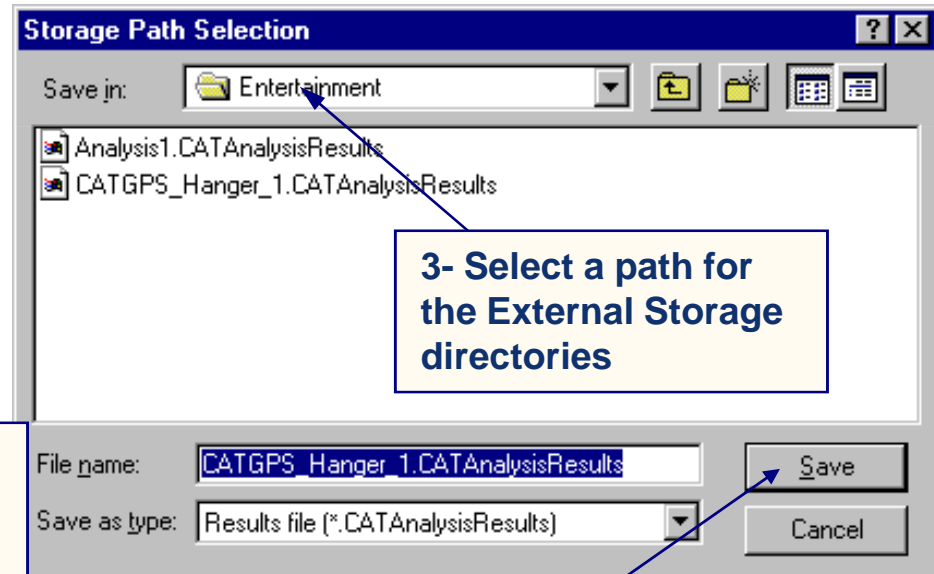 Storage Path Selection
Save in: Entertainment
Analysis1.CATAnalysisResults
CATGPS_Hanger_1.CATAnalysisResults
3- Select a path for
the External Storage
directories
File name: CATGPS_Hanger_1.CATAnalysisResults Save
Save as type: Results file (*.CATAnalysisResults) Cancel